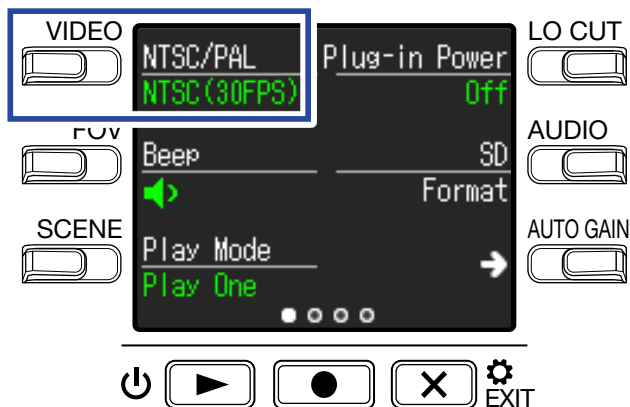 VIDEO
LO CUT
NTSC/PAL
Plug-in Power
NTSC(30FPS)
Off
FOV
AUDIO
Beep
SD
Format
SCENE
AUTO GAIN
Play Mode
Play One
EXIT